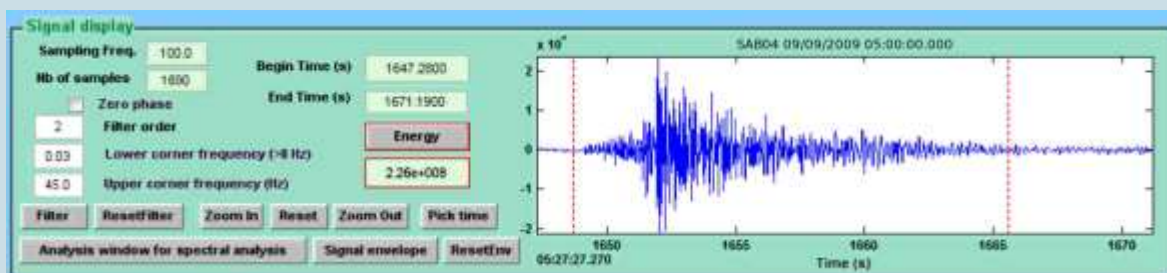 Signal display
Sampling Freq. 100.0
Nb of samples 1690
Begin Time (s) 1647.2800
End Time (s) 1671.1900
Zero phase
2 Filter order
0.03 Lower corner frequency (>0 Hz)
45.0 Upper corner frequency (Hz)
Energy
2.26e+008
Filter ResetFilter Zoom In Reset Zoom Out Pick time
Analysis window for spectral analysis Signal envelope ResetEnv
SAB04 09/09/2009 05:00:00.000
2
1
0
-1
-2
1650 1655 1660 1665 1670
05:27:27.270
Time (s)